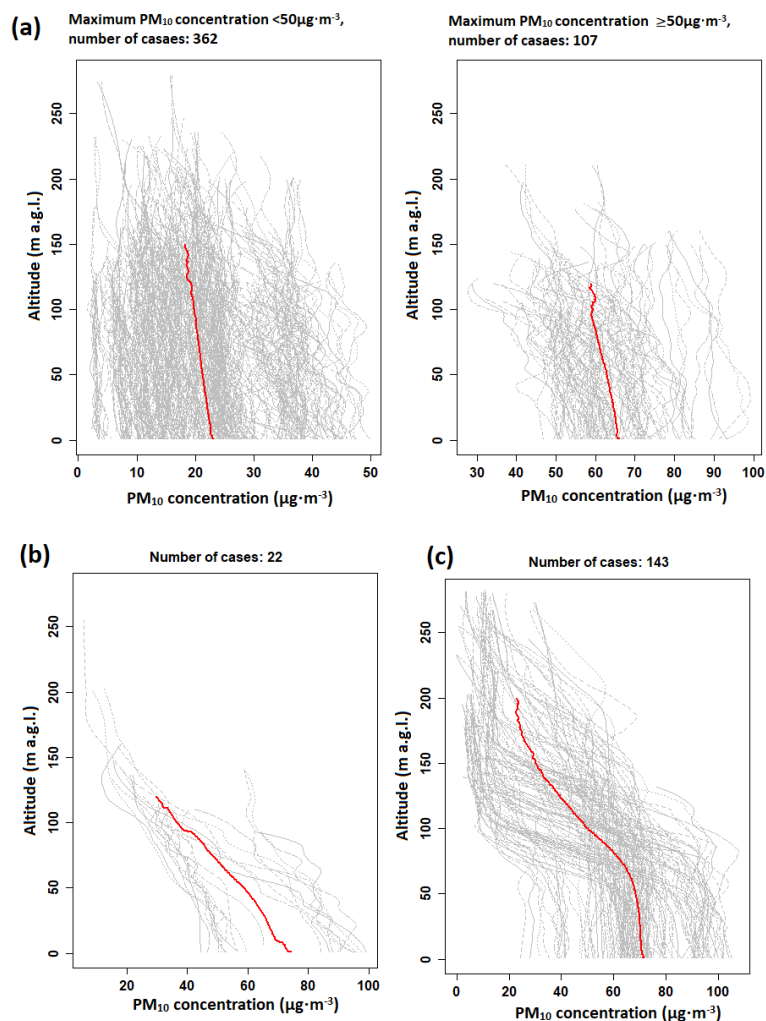 (a)
Maximum PM₁₀ concentration <50µg·m⁻³,
number of casaes: 362
Maximum PM₁₀ concentration ≥50µg·m⁻³,
number of casaes: 107
Altitude (m a.g.l.)
250
200
150
100
50
0
0 10 20 30 40 50
PM₁₀ concentration (µg·m⁻³)
Altitude (m a.g.l.)
250
200
150
100
50
0
30 40 50 60 70 80 90 100
PM₁₀ concentration (µg·m⁻³)
(b)
Number of cases: 22
Altitude (m a.g.l.)
250
200
150
100
50
0
20 40 60 80 100
PM₁₀ concentration (µg·m⁻³)
(c)
Number of cases: 143
Altitude (m a.g.l.)
250
200
150
100
50
0
0 20 40 60 80 100
PM₁₀ concentration (µg·m⁻³)